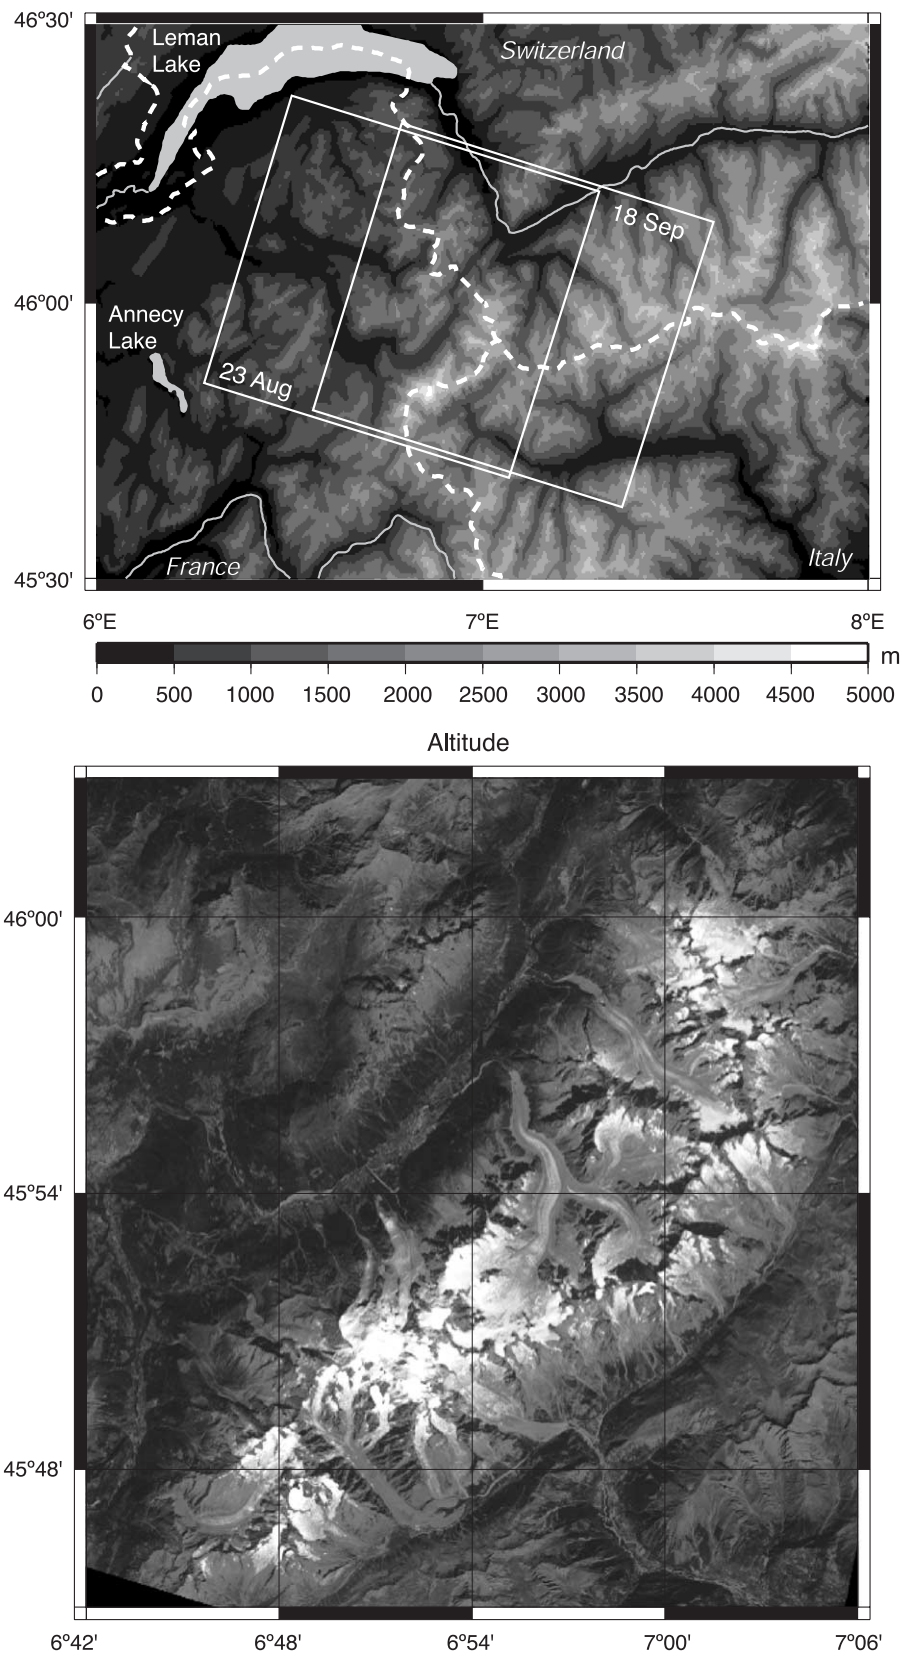 46°30'
Leman
Lake
Switzerland
18 Sep
46°00'
Annecy
Lake
23 Aug
France
Italy
45°30'
6°E
7°E
8°E
m
0 500 1000 1500 2000 2500 3000 3500 4000 4500 5000
Altitude
46°00'
45°54'
45°48'
6°42' 6°48' 6°54' 7°00' 7°06'